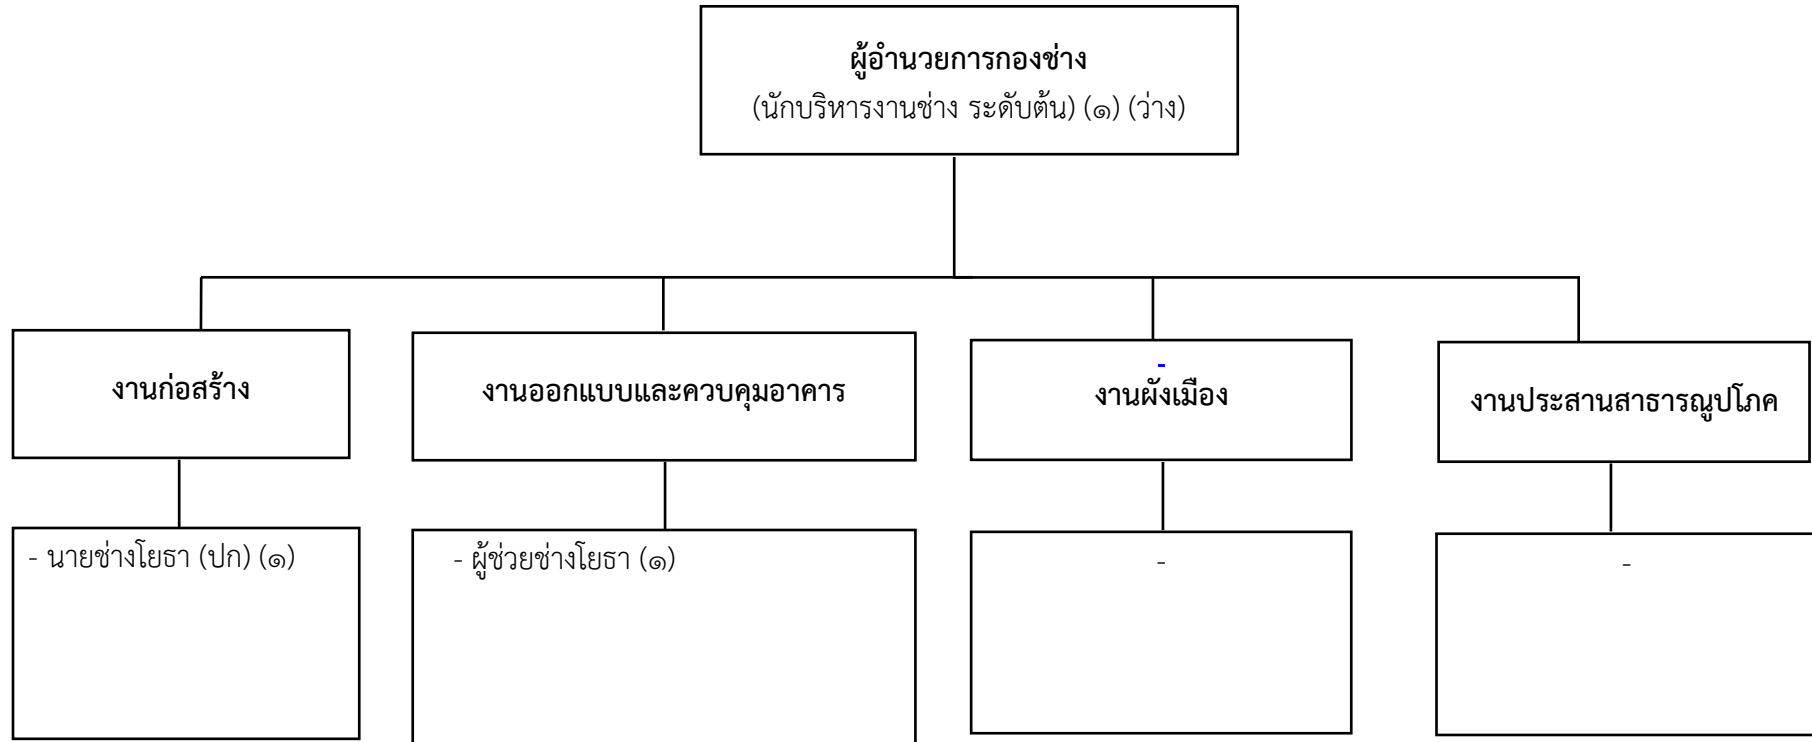 ผู้อำนวยการกองช่าง
(นักบริหารงานช่าง ระดับต้น) (๑) (ว่าง)
งานก่อสร้าง
งานออกแบบและควบคุมอาคาร
-
งานผังเมือง
งานประสานสาธารณูปโภค
- นายช่างโยธา (ปก) (๑)
- ผู้ช่วยช่างโยธา (๑)
-
-